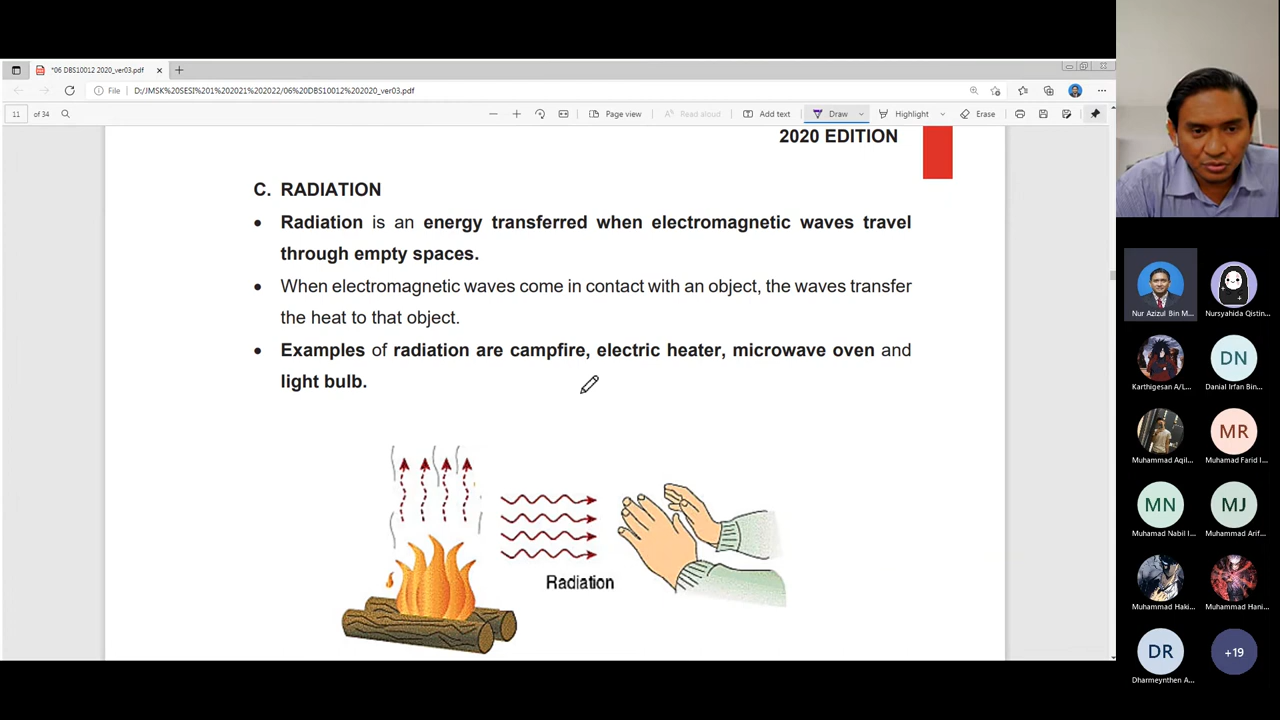 *06 DBS10012 2020_ver03.pdf
File
D:/JMSK%20SESI%201%202021%202022/06%20DBS10012%202020_ver03.pdf
11 of 34
Page view
Read aloud
Add text
Draw
Highlight
Erase
2020 EDITION
C. RADIATION
• Radiation is an energy transferred when electromagnetic waves travel
through empty spaces.
• When electromagnetic waves come in contact with an object, the waves transfer
the heat to that object.
• Examples of radiation are campfire, electric heater, microwave oven and
light bulb.
Radiation
Nur Azizul Bin M...
Nursyahida Qistin...
Karthigesan A/L...
DN
Danial Irfan Bin...
Muhammad Aqil...
MR
Muhamad Farid I...
MN
Muhamad Nabil I...
MJ
Muhammad Arif...
Muhammad Haki...
Muhammad Hani...
DR
Dharmeynthen A...
+19